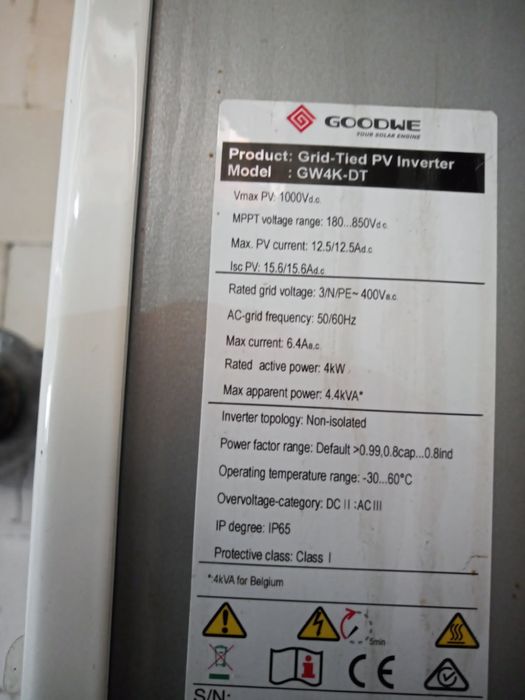 GOODWE
YOUR SOLAR ENGINE
Product: Grid-Tied PV Inverter
Model : GW4K-DT
Vmax PV: 1000Vd.c.
MPPT voltage range: 180...850Vd.c.
Max. PV current: 12.5/12.5Ad.c
Isc PV: 15.6/15.6Ad.c
Rated grid voltage: 3/N/PE~ 400Va.c.
AC-grid frequency: 50/60Hz
Max current: 6.4Aa.c.
Rated active power: 4kW
Max apparent power: 4.4kVA*
Inverter topology: Non-isolated
Power factor range: Default >0.99,0.8cap...0.8ind
Operating temperature range: -30...60°C
Overvoltage-category: DC II :AC III
IP degree: IP65
Protective class: Class I
*:4kVA for Belgium
5min
CE
S/N: